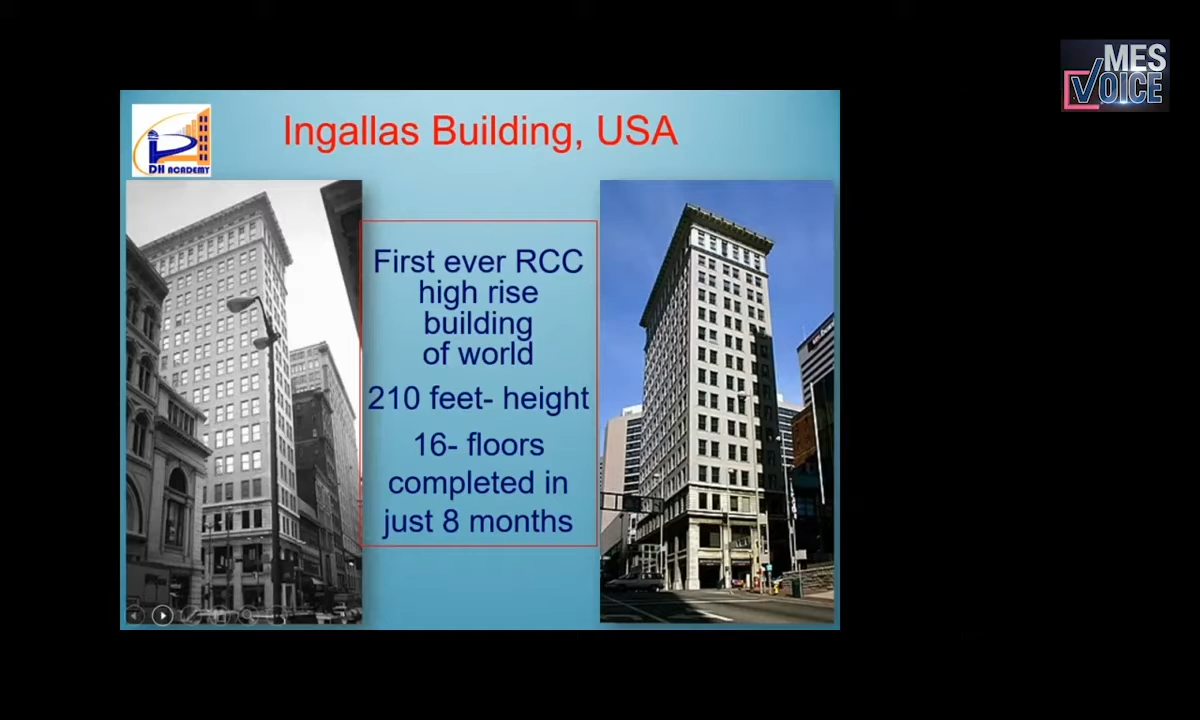 MES
VOICE
DH ACADEMY
Ingallas Building, USA
First ever RCC
high rise
building
of world
210 feet- height
16- floors
completed in
just 8 months